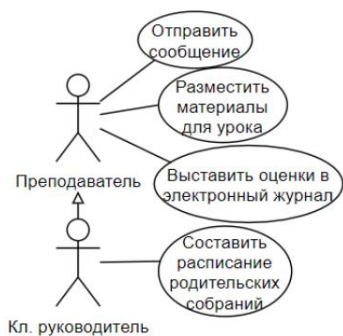 Отправить
сообщение
Разместить
материалы
для урока
Преподаватель
Выставить оценки в
электронный журнал
Составить
расписание
родительских
собраний
Кл. руководитель